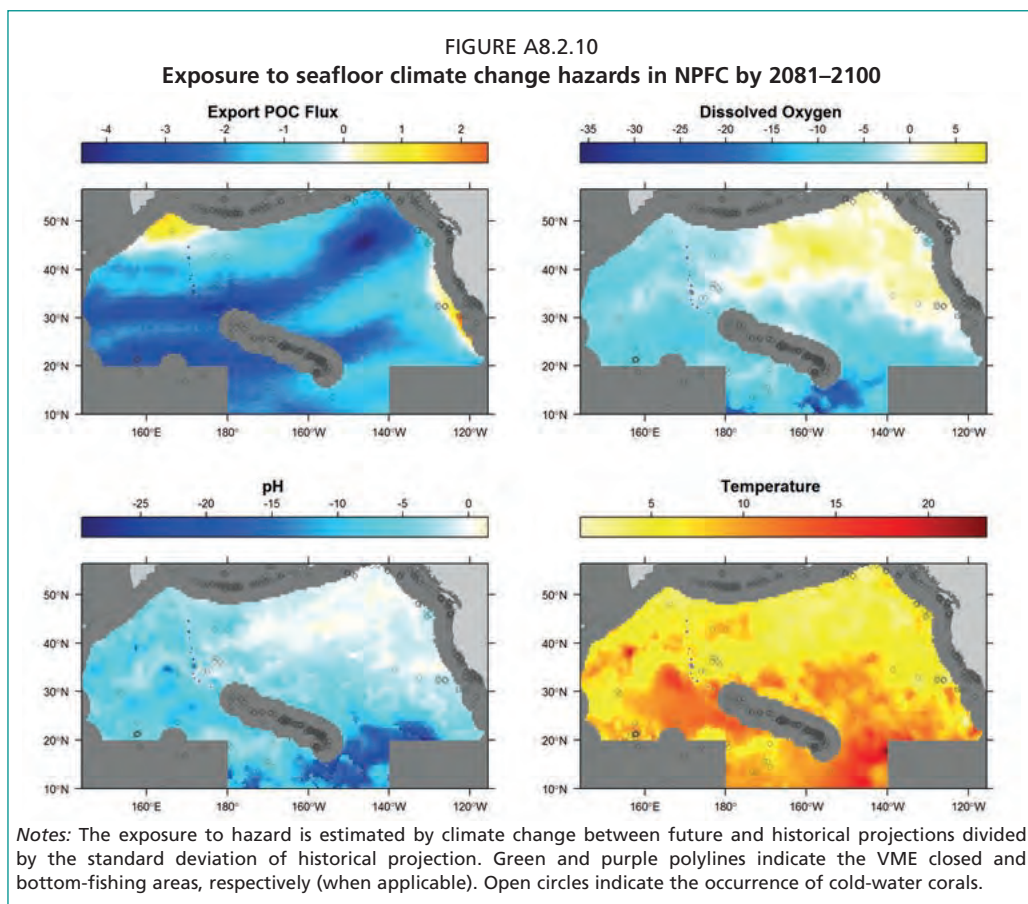 FIGURE A8.2.10
Exposure to seafloor climate change hazards in NPFC by 2081–2100
Export POC Flux
-4 -3 -2 -1 0 1 2
50°N
40°N
30°N
20°N
10°N
160°E 180° 160°W 140°W 120°W
Dissolved Oxygen
-35 -30 -25 -20 -15 -10 -5 0 5
50°N
40°N
30°N
20°N
10°N
160°E 180° 160°W 140°W 120°W
pH
-25 -20 -15 -10 -5 0
50°N
40°N
30°N
20°N
10°N
160°E 180° 160°W 140°W 120°W
Temperature
5 10 15 20
50°N
40°N
30°N
20°N
10°N
160°E 180° 160°W 140°W 120°W
Notes: The exposure to hazard is estimated by climate change between future and historical projections divided
by the standard deviation of historical projection. Green and purple polylines indicate the VME closed and
bottom-fishing areas, respectively (when applicable). Open circles indicate the occurrence of cold-water corals.